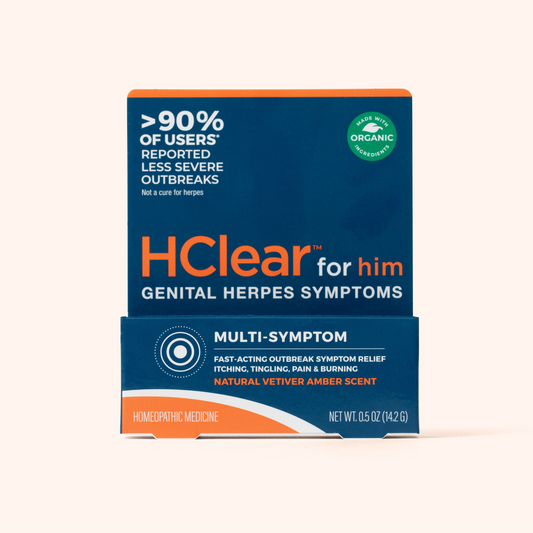 >90%
OF USERS*
REPORTED
LESS SEVERE
OUTBREAKS
Not a cure for herpes
MADE WITH
ORGANIC
INGREDIENTS
HClear™ for him
GENITAL HERPES SYMPTOMS
MULTI-SYMPTOM
FAST-ACTING OUTBREAK SYMPTOM RELIEF
ITCHING, TINGLING, PAIN & BURNING
NATURAL VETIVER AMBER SCENT
HOMEOPATHIC MEDICINE
NET WT. 0.5 OZ (14.2 G)